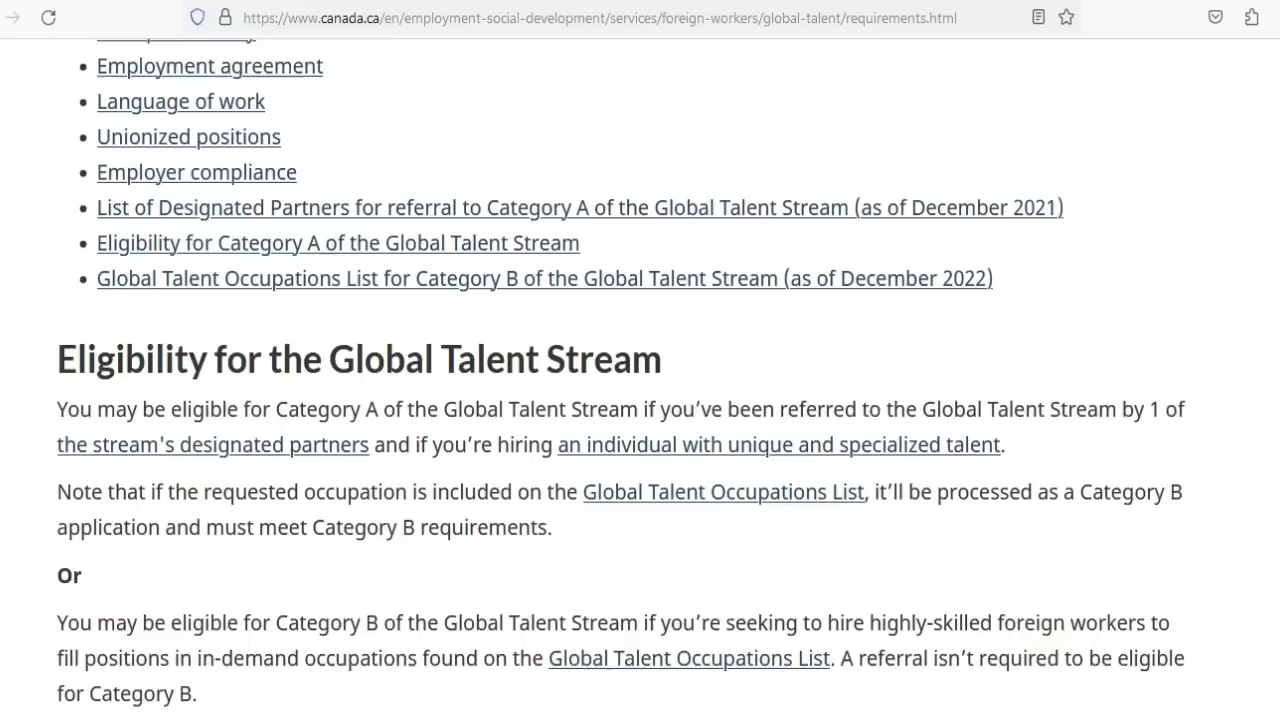 https://www.canada.ca/en/employment-social-development/services/foreign-workers/global-talent/requirements.html
Employment agreement
Language of work
Unionized positions
Employer compliance
List of Designated Partners for referral to Category A of the Global Talent Stream (as of December 2021)
Eligibility for Category A of the Global Talent Stream
Global Talent Occupations List for Category B of the Global Talent Stream (as of December 2022)
Eligibility for the Global Talent Stream
You may be eligible for Category A of the Global Talent Stream if you’ve been referred to the Global Talent Stream by 1 of
the stream's designated partners and if you’re hiring an individual with unique and specialized talent.
Note that if the requested occupation is included on the Global Talent Occupations List, it’ll be processed as a Category B
application and must meet Category B requirements.
Or
You may be eligible for Category B of the Global Talent Stream if you’re seeking to hire highly-skilled foreign workers to
fill positions in in-demand occupations found on the Global Talent Occupations List. A referral isn’t required to be eligible
for Category B.